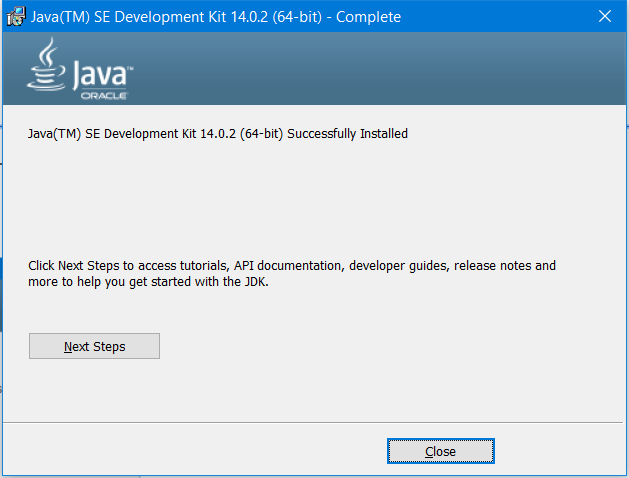 Java(TM) SE Development Kit 14.0.2 (64-bit) - Complete
Java™
ORACLE
Java(TM) SE Development Kit 14.0.2 (64-bit) Successfully Installed
Click Next Steps to access tutorials, API documentation, developer guides, release notes and
more to help you get started with the JDK.
Next Steps
Close